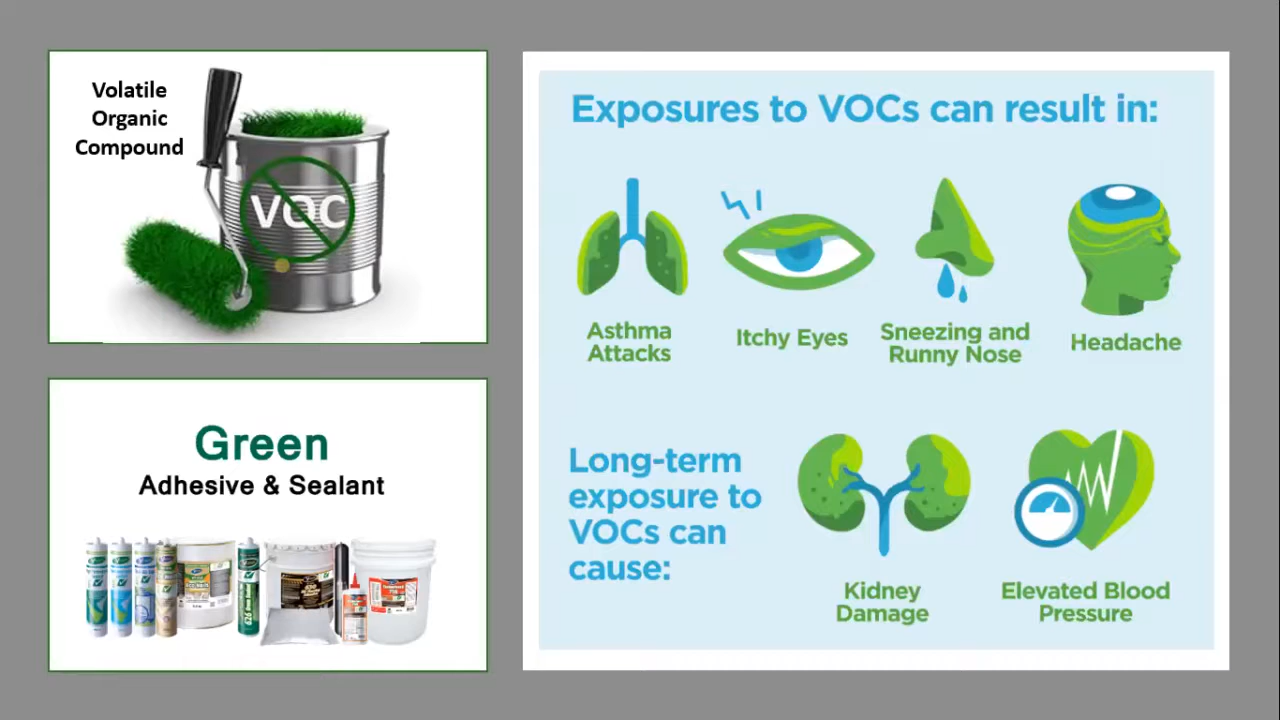 Volatile
Organic
Compound
VOC
Green
Adhesive & Sealant
Exposures to VOCs can result in:
Asthma
Attacks
Itchy Eyes
Sneezing and
Runny Nose
Headache
Long-term
exposure to
VOCs can
cause:
Kidney
Damage
Elevated Blood
Pressure